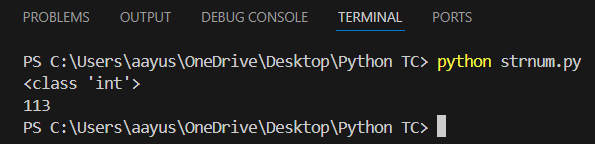 PROBLEMS OUTPUT DEBUG CONSOLE TERMINAL PORTS
PS C:\Users\aayus\OneDrive\Desktop\Python TC> python strnum.py
<class 'int'>
113
PS C:\Users\aayus\OneDrive\Desktop\Python TC>